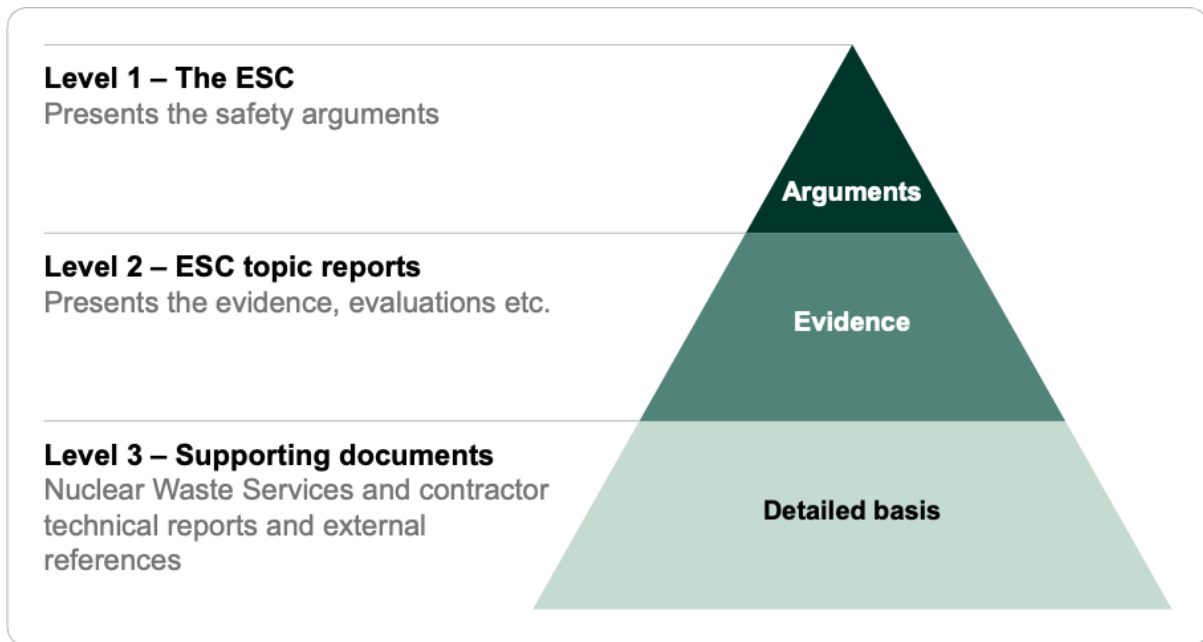 Level 1 – The ESC
Presents the safety arguments
Arguments
Level 2 – ESC topic reports
Presents the evidence, evaluations etc.
Evidence
Level 3 – Supporting documents
Nuclear Waste Services and contractor
technical reports and external
references
Detailed basis